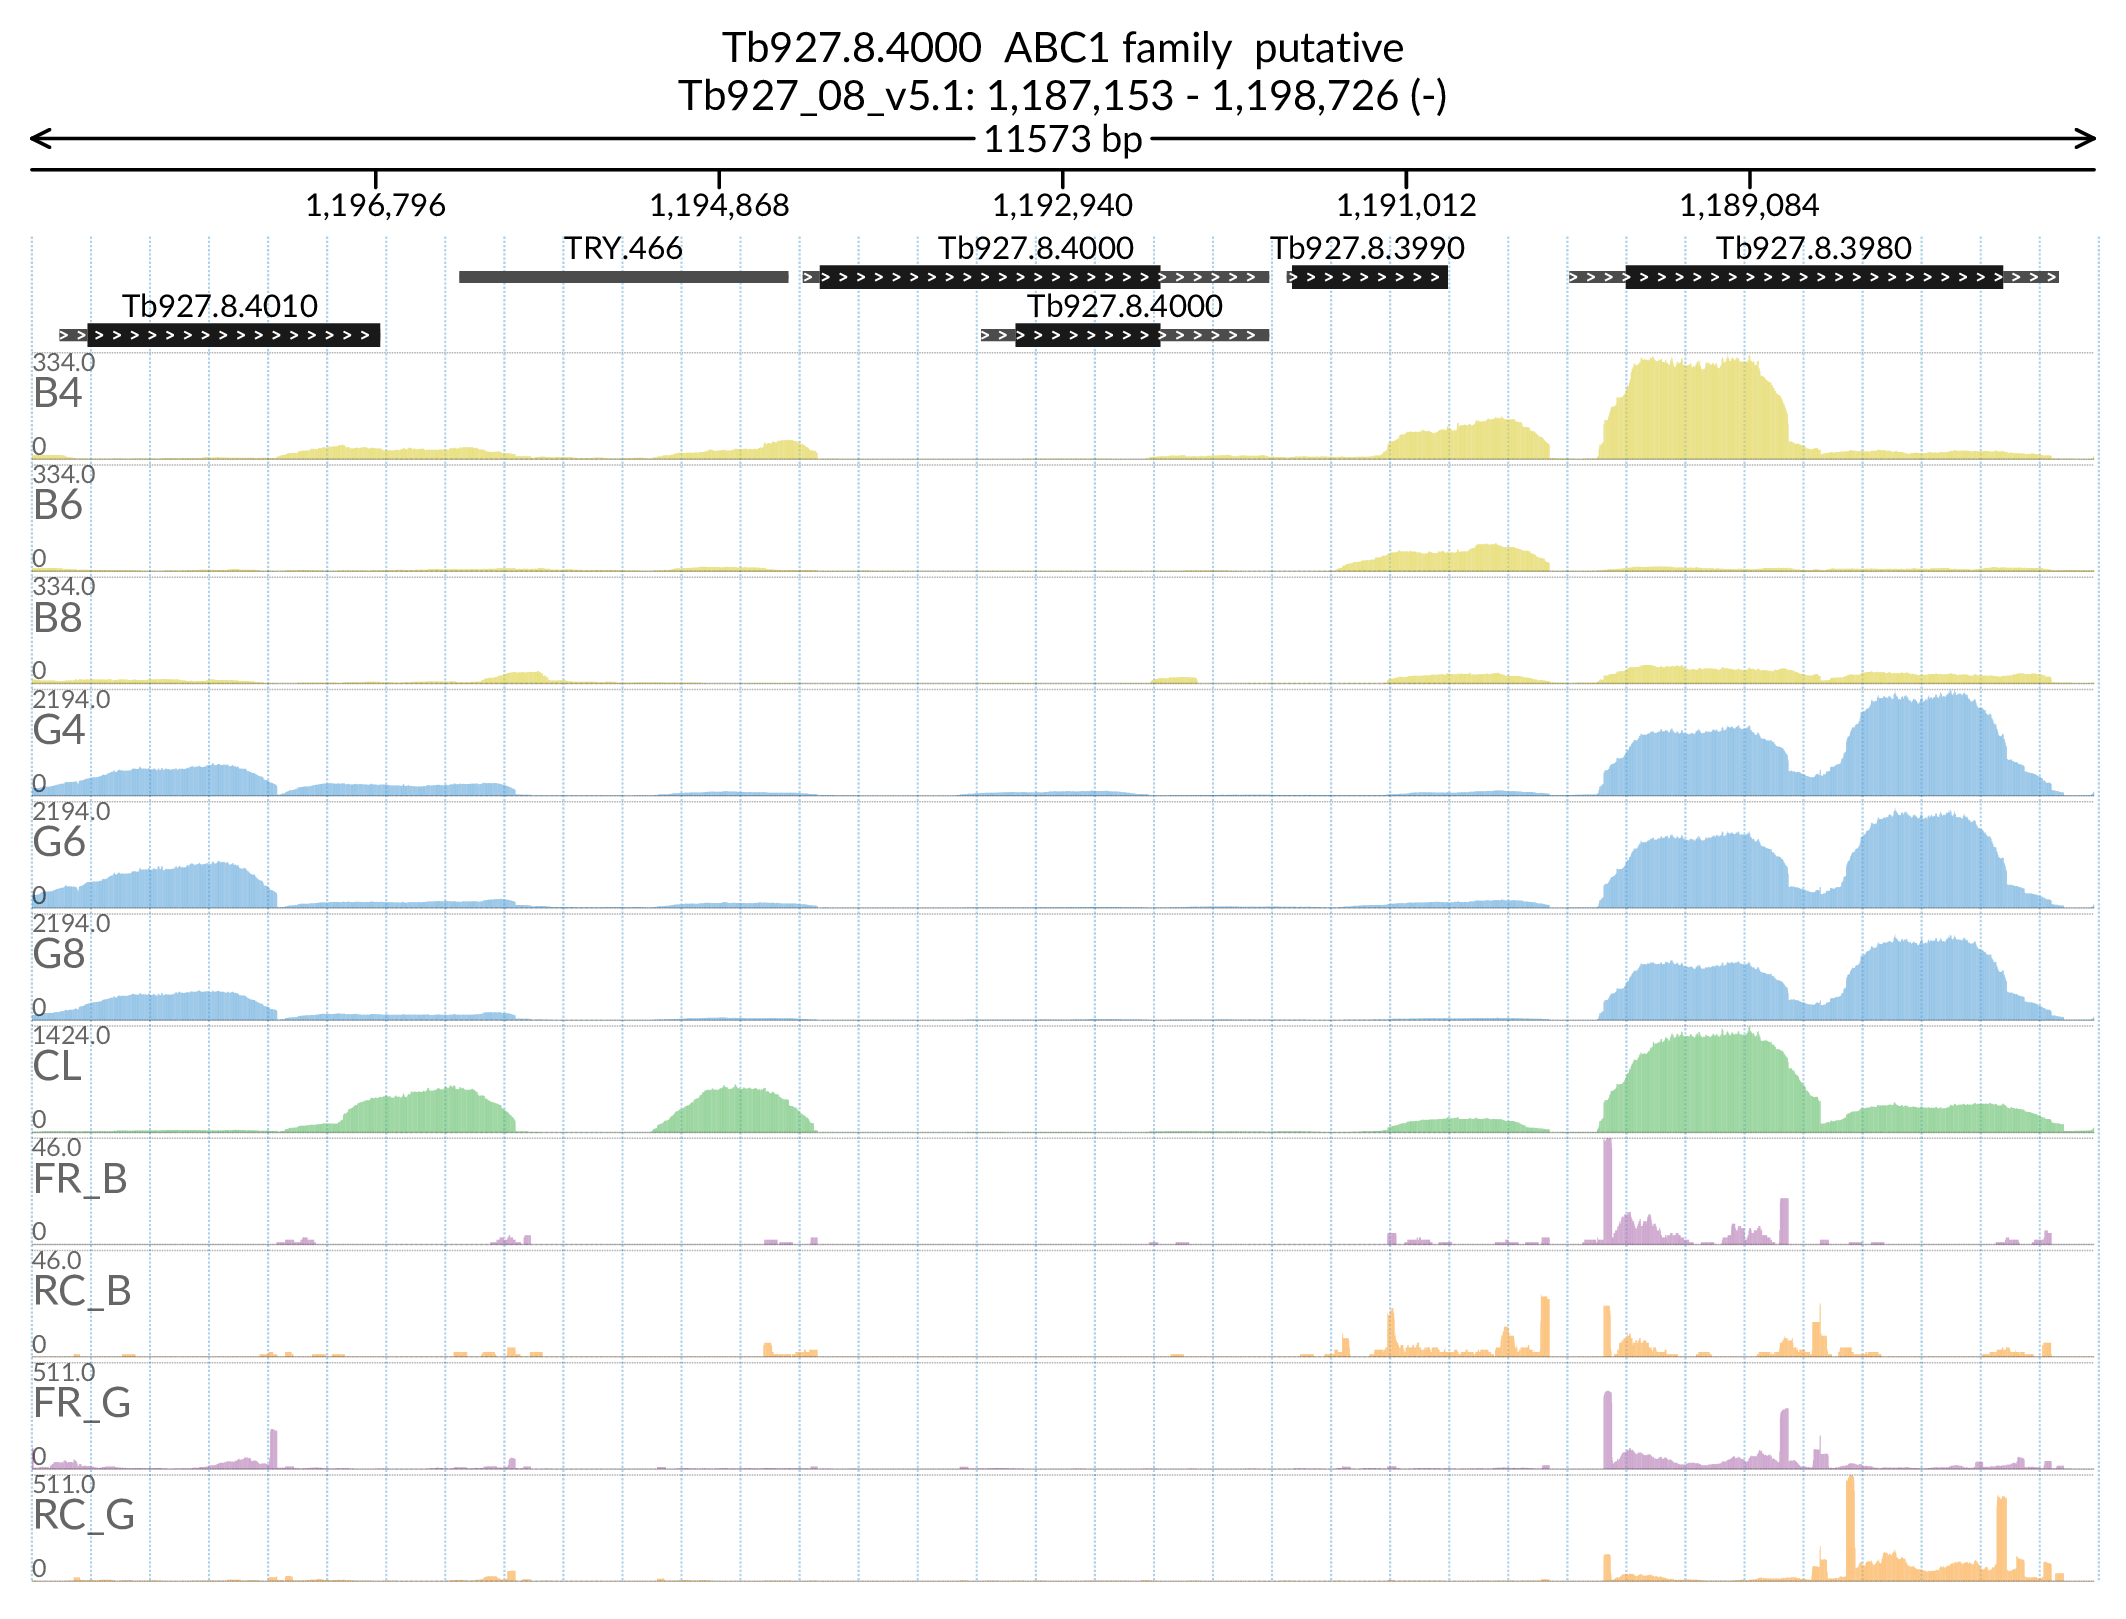 Tb927.8.4000  ABC1 family  putative
Tb927_08_v5.1: 1,187,153 - 1,198,726 (-)
11573 bp
1,196,796 1,194,868 1,192,940 1,191,012 1,189,084
TRY.466 Tb927.8.4000 Tb927.8.3990 Tb927.8.3980
Tb927.8.4010 Tb927.8.4000
334.0
B4
0
334.0
B6
0
334.0
B8
0
2194.0
G4
0
2194.0
G6
0
2194.0
G8
0
1424.0
CL
0
46.0
FR_B
0
46.0
RC_B
0
511.0
FR_G
0
511.0
RC_G
0